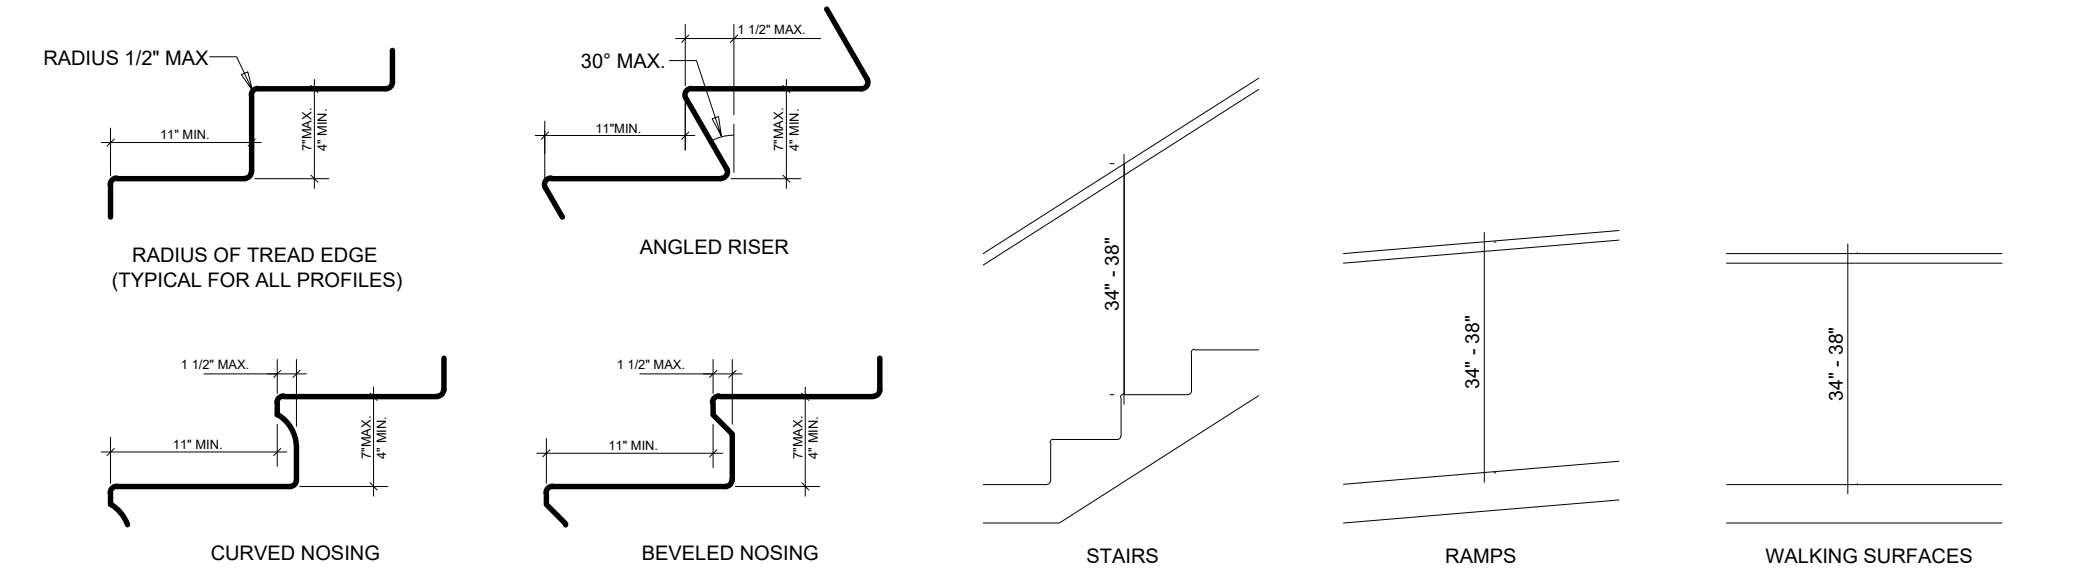 RADIUS 1/2" MAX
11" MIN.
7"MAX.
4" MIN.
RADIUS OF TREAD EDGE
(TYPICAL FOR ALL PROFILES)
1 1/2" MAX.
30° MAX.
11"MIN.
7"MAX.
4" MIN.
ANGLED RISER
1 1/2" MAX.
11" MIN.
7"MAX.
4" MIN.
CURVED NOSING
1 1/2" MAX.
11" MIN.
7"MAX.
4" MIN.
BEVELED NOSING
34" - 38"
STAIRS
34" - 38"
RAMPS
34" - 38"
WALKING SURFACES